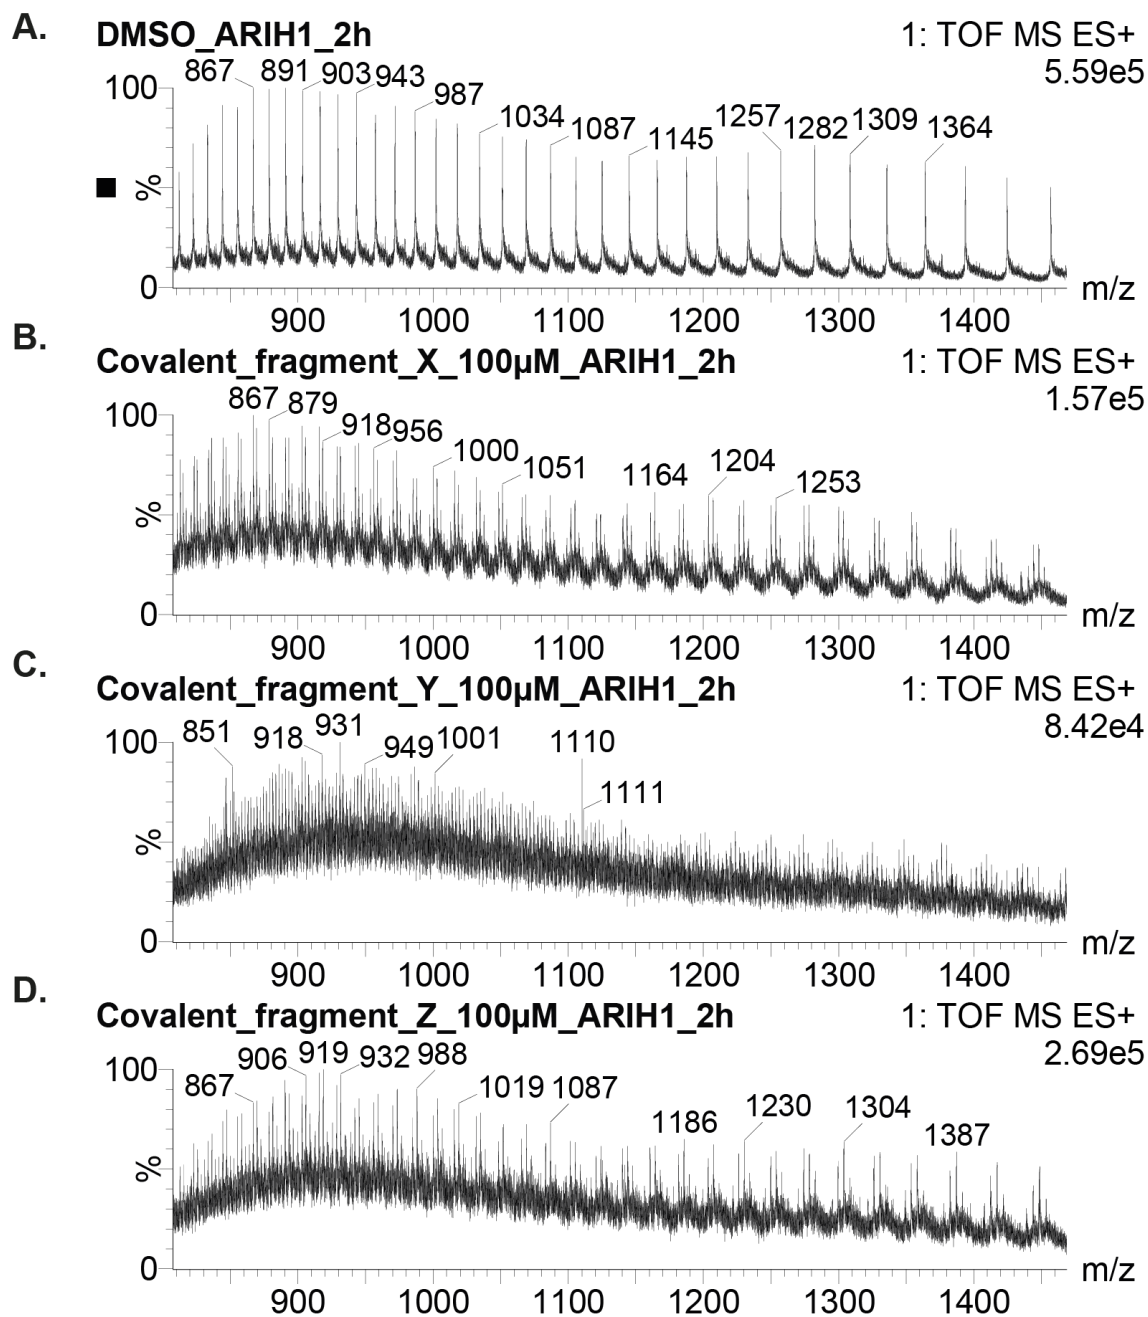 A.
DMSO_ARIH1_2h
1: TOF MS ES+
5.59e5
867 891 903 943 987 1034 1087 1145 1257 1282 1309 1364
100
%
0
m/z
900 1000 1100 1200 1300 1400
B.
Covalent_fragment_X_100µM_ARIH1_2h
1: TOF MS ES+
1.57e5
867 879 918 956 1000 1051 1164 1204 1253
100
%
0
m/z
900 1000 1100 1200 1300 1400
C.
Covalent_fragment_Y_100µM_ARIH1_2h
1: TOF MS ES+
8.42e4
851 918 931 949 1001 1110 1111
100
%
0
m/z
900 1000 1100 1200 1300 1400
D.
Covalent_fragment_Z_100µM_ARIH1_2h
1: TOF MS ES+
2.69e5
867 906 919 932 988 1019 1087 1186 1230 1304 1387
100
%
0
m/z
900 1000 1100 1200 1300 1400